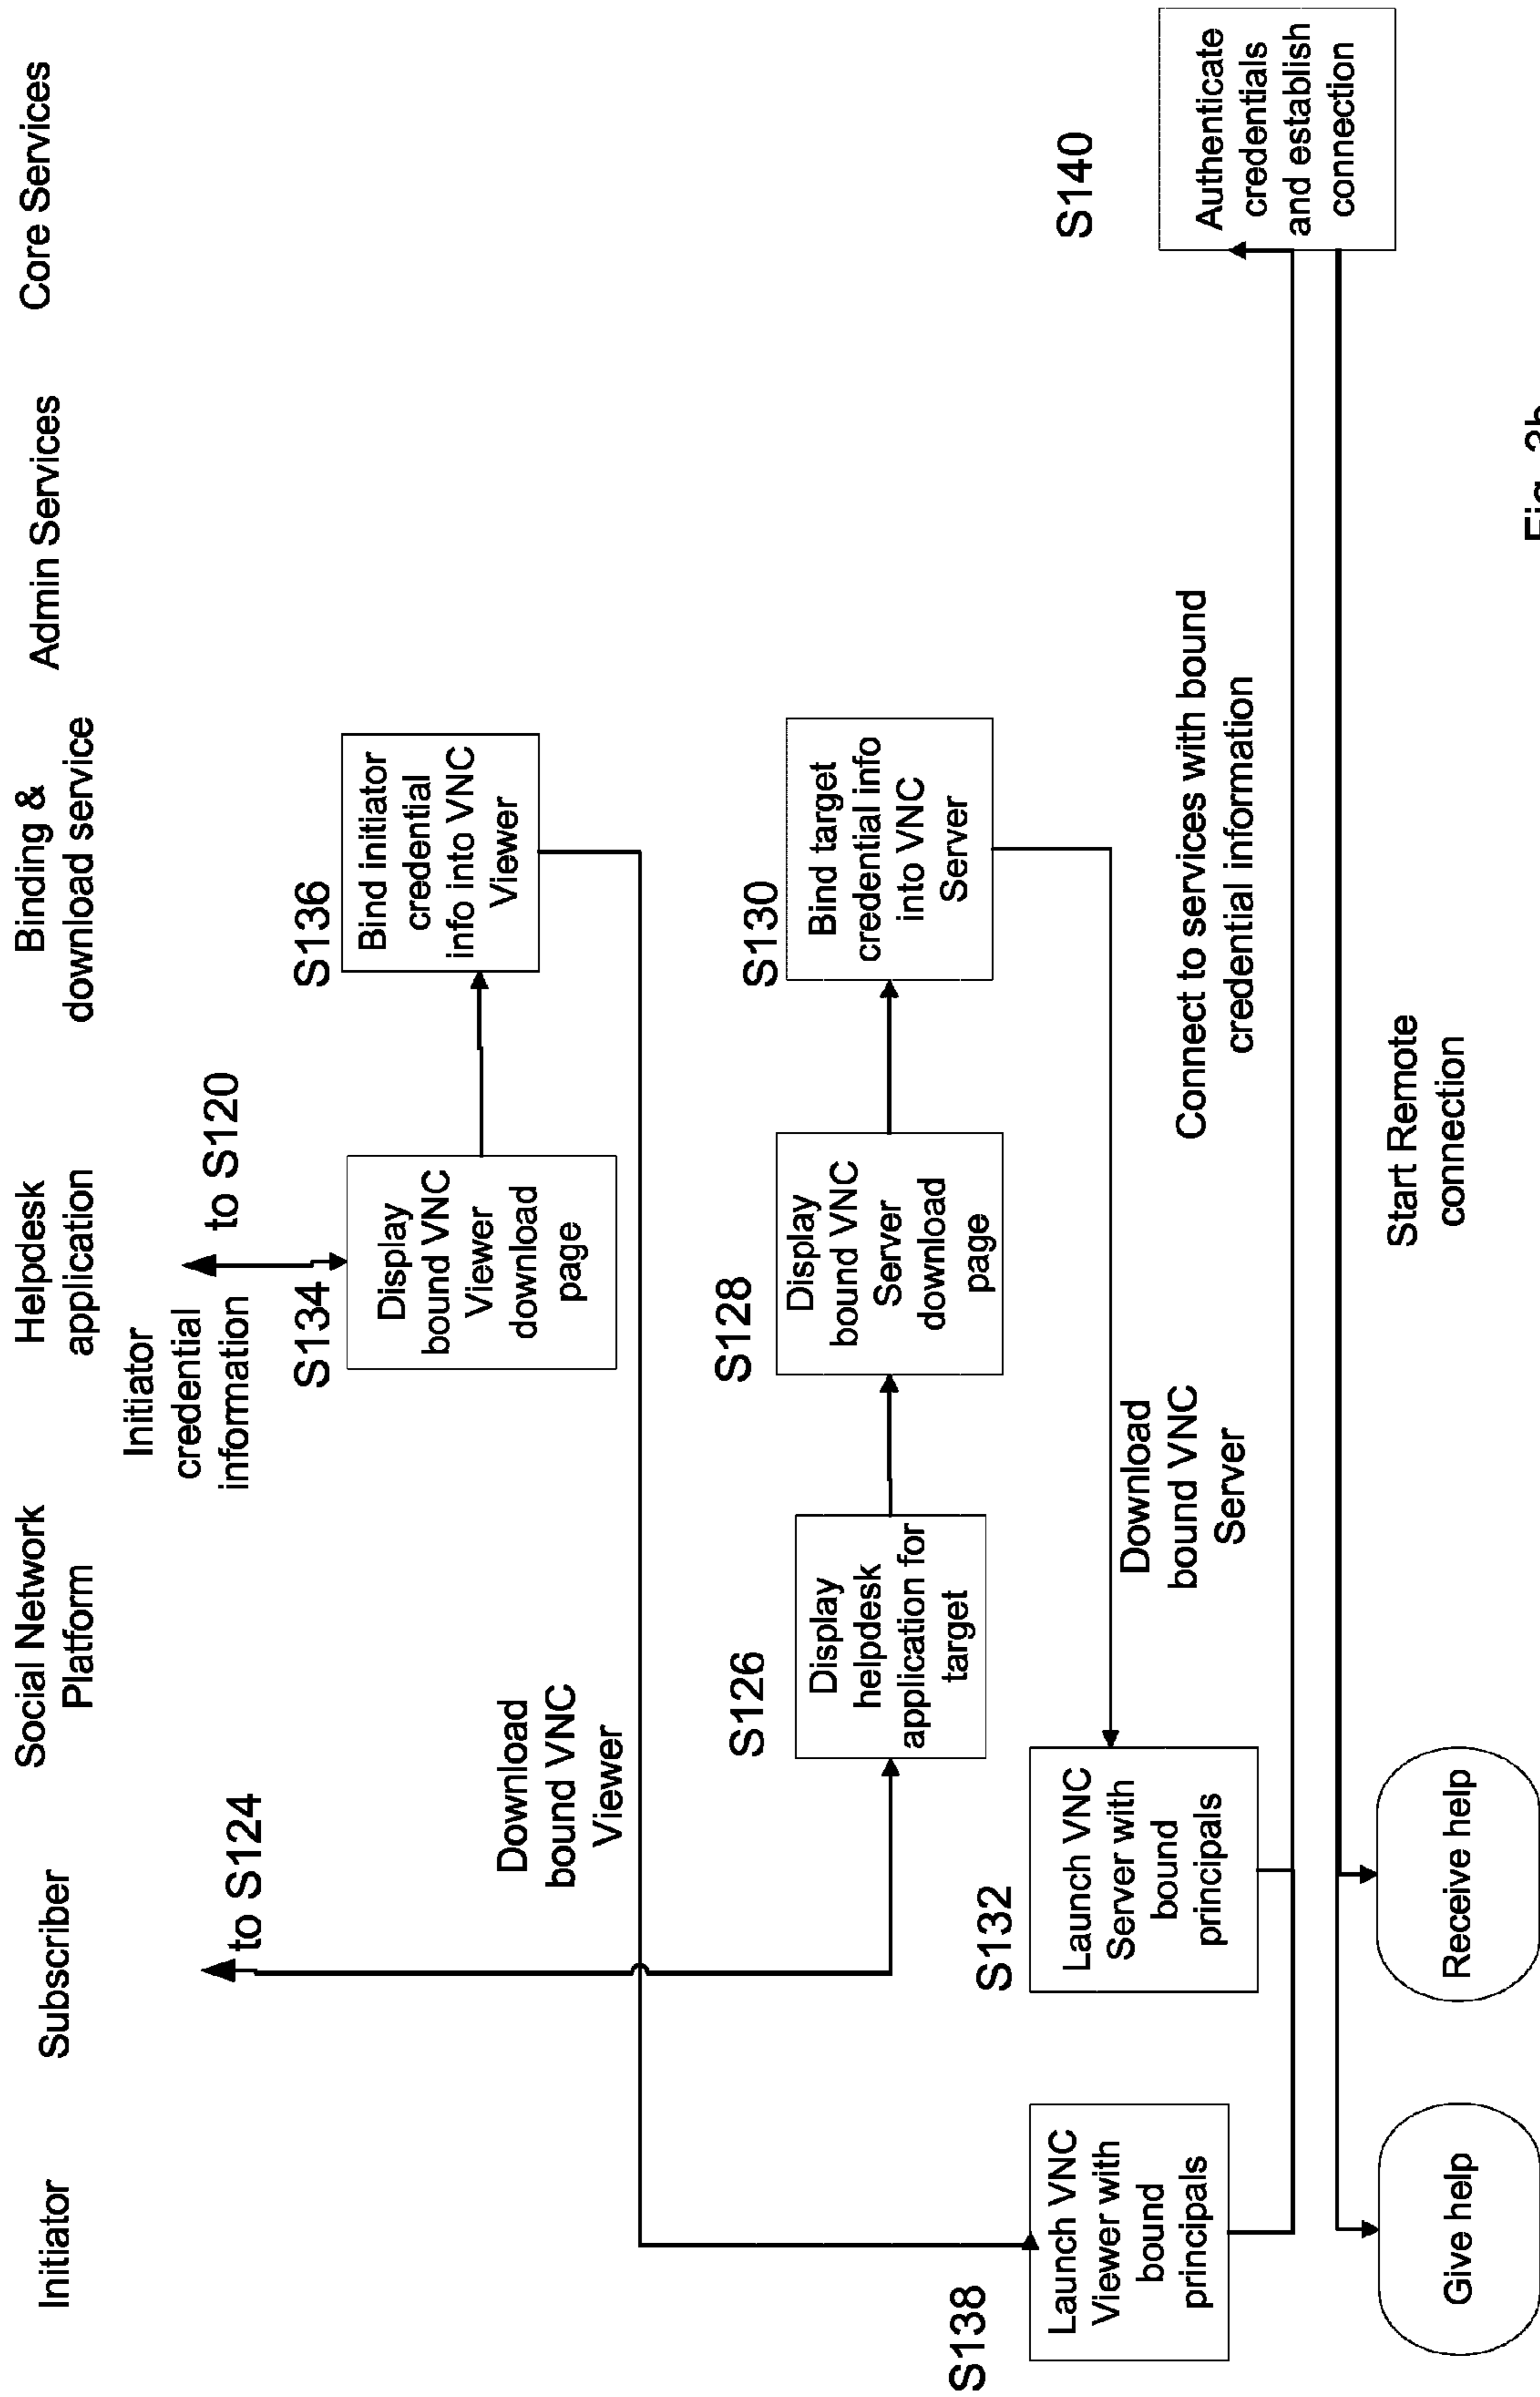 Initiator
Subscriber
Social Network
Platform
Helpdesk
application
Binding &
download service
Admin Services
Core Services
to S124
Initiator
credential
information
to S120
S134
Display
bound VNC
Viewer
download
page
S136
Bind initiator
credential
info into VNC
Viewer
Download
bound VNC
Viewer
S126
Display
helpdesk
application for
target
S128
Display
bound VNC
Server
download
page
S130
Bind target
credential info
into VNC
Server
S138
Launch VNC
Viewer with
bound
principals
S132
Launch VNC
Server with
bound
principals
Download
bound VNC
Server
Connect to services with bound
credential information
S140
Authenticate
credentials
and establish
connection
Give help
Receive help
Start Remote
connection